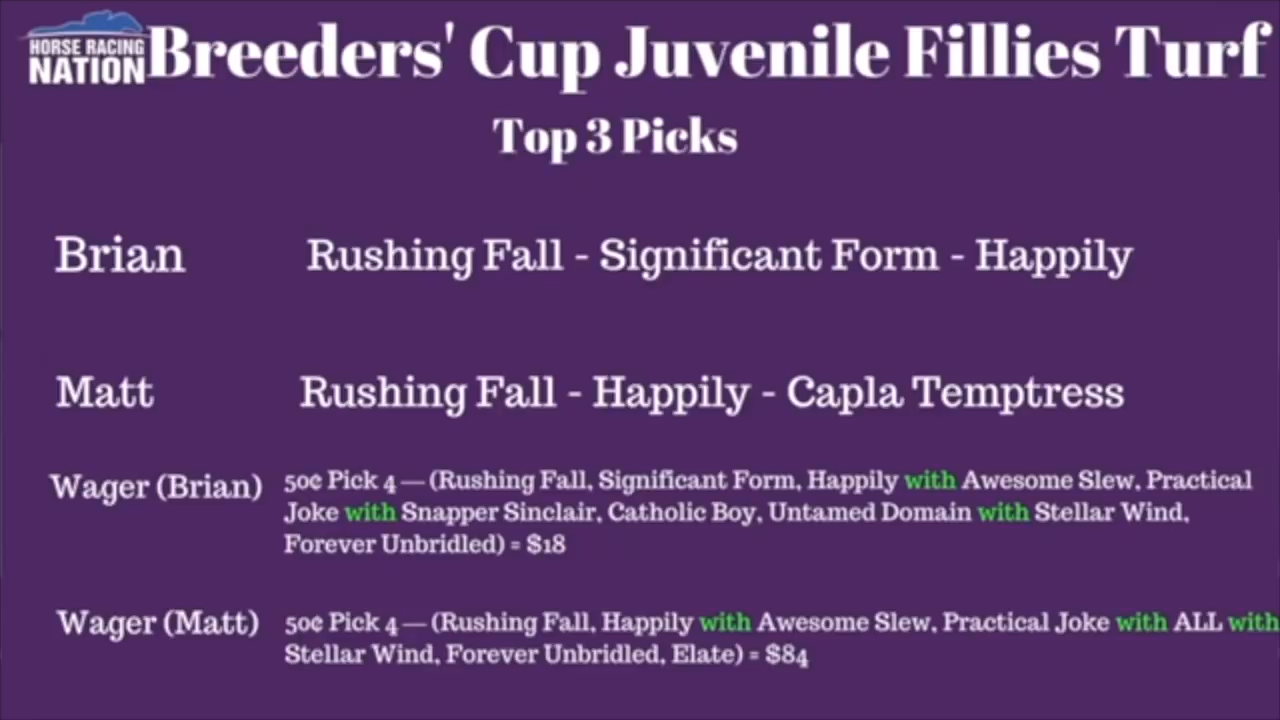 HORSE RACING
NATION
Breeders' Cup Juvenile Fillies Turf
Top 3 Picks
Brian Rushing Fall - Significant Form - Happily
Matt Rushing Fall - Happily - Capla Temptress
Wager (Brian) 50¢ Pick 4 — (Rushing Fall, Significant Form, Happily with Awesome Slew, Practical
Joke with Snapper Sinclair, Catholic Boy, Untamed Domain with Stellar Wind,
Forever Unbridled) = $18
Wager (Matt) 50¢ Pick 4 — (Rushing Fall, Happily with Awesome Slew, Practical Joke with ALL with
Stellar Wind, Forever Unbridled, Elate) = $84